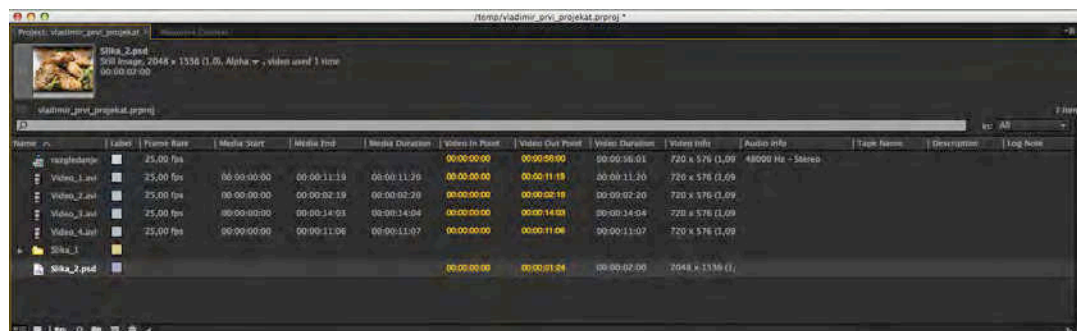 /temp/vladimir_prvi_projekat.prproj *
Project: vladimir_prvi_projekat ×
Slika_2.psd
Still Image, 2048 x 1536 (1,0), Alpha , video used 1 time
00:00:02:00
vladimir_prvi_projekat.prproj
In: All
Name Label Frame Rate Media Start Media End Media Duration Video In Point Video Out Point Video Duration Video Info Audio Info Tape Name Description Log Note
razgledanje 25,00 fps 00:00:00:00 00:00:56:00 00:00:56:01 720 x 576 (1,09 48000 Hz - Stereo
Video_1.avi 25,00 fps 00:00:00:00 00:00:11:19 00:00:11:20 00:00:00:00 00:00:11:19 00:00:11:20 720 x 576 (1,09
Video_2.avi 25,00 fps 00:00:00:00 00:00:02:19 00:00:02:20 00:00:00:00 00:00:02:19 00:00:02:20 720 x 576 (1,09
Video_3.avi 25,00 fps 00:00:00:00 00:00:14:03 00:00:14:04 00:00:00:00 00:00:14:03 00:00:14:04 720 x 576 (1,09
Video_4.avi 25,00 fps 00:00:00:00 00:00:11:06 00:00:11:07 00:00:00:00 00:00:11:06 00:00:11:07 720 x 576 (1,09
Slika_1
Slika_2.psd 00:00:00:00 00:00:01:24 00:00:02:00 2048 x 1536 (1,